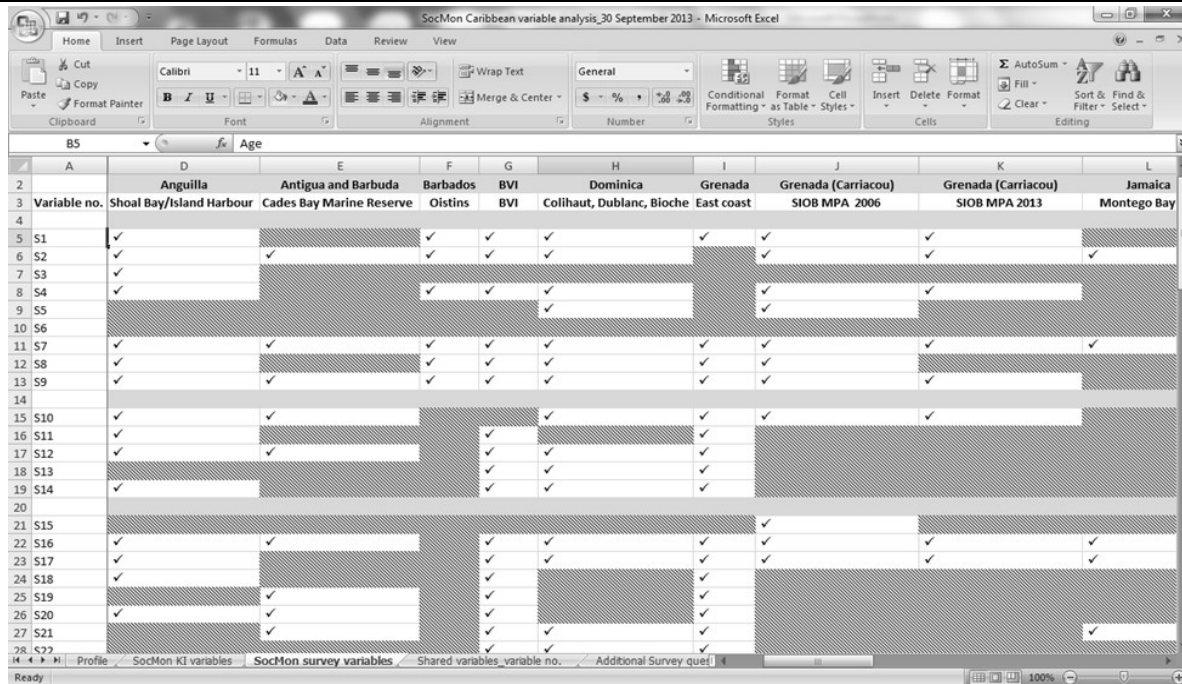 SocMon Caribbean variable analysis_30 September 2013 - Microsoft Excel
Home Insert Page Layout Formulas Data Review View
Paste
Cut
Copy
Format Painter
Clipboard
Calibri 11 A A
B I U A
Font
Wrap Text
Merge & Center
Alignment
General
$ % ,
Number
Conditional Formatting
Format as Table
Cell Styles
Styles
Insert Delete Format
Cells
Σ AutoSum
Fill
Clear
Sort & Filter
Find & Select
Editing
B5 fx Age
A D E F G H I J K L
2 Anguilla Antigua and Barbuda Barbados BVI Dominica Grenada Grenada (Carriacou) Grenada (Carriacou) Jamaica
3 Variable no. Shoal Bay/Island Harbour Cades Bay Marine Reserve Oistins BVI Colihaut, Dublanc, Bioche East coast SIOB MPA 2006 SIOB MPA 2013 Montego Bay
4
5 S1 ✓ ✓ ✓ ✓ ✓ ✓ ✓
6 S2 ✓ ✓ ✓ ✓ ✓ ✓ ✓ ✓
7 S3 ✓
8 S4 ✓ ✓ ✓ ✓ ✓ ✓
9 S5 ✓ ✓
10 S6
11 S7 ✓ ✓ ✓ ✓ ✓ ✓ ✓ ✓ ✓
12 S8 ✓ ✓ ✓ ✓ ✓ ✓
13 S9 ✓ ✓ ✓ ✓ ✓ ✓ ✓ ✓
14
15 S10 ✓ ✓ ✓ ✓ ✓ ✓
16 S11 ✓ ✓ ✓
17 S12 ✓ ✓ ✓ ✓ ✓
18 S13 ✓ ✓ ✓
19 S14 ✓ ✓ ✓ ✓
20
21 S15 ✓
22 S16 ✓ ✓ ✓ ✓ ✓ ✓ ✓ ✓
23 S17 ✓ ✓ ✓ ✓ ✓ ✓ ✓
24 S18 ✓ ✓ ✓
25 S19 ✓ ✓ ✓
26 S20 ✓ ✓ ✓ ✓
27 S21 ✓ ✓ ✓ ✓ ✓
28 S22 ✓ ✓ ✓
Profile SocMon KI variables SocMon survey variables Shared variables_variable no. Additional Survey ques
Ready 100%